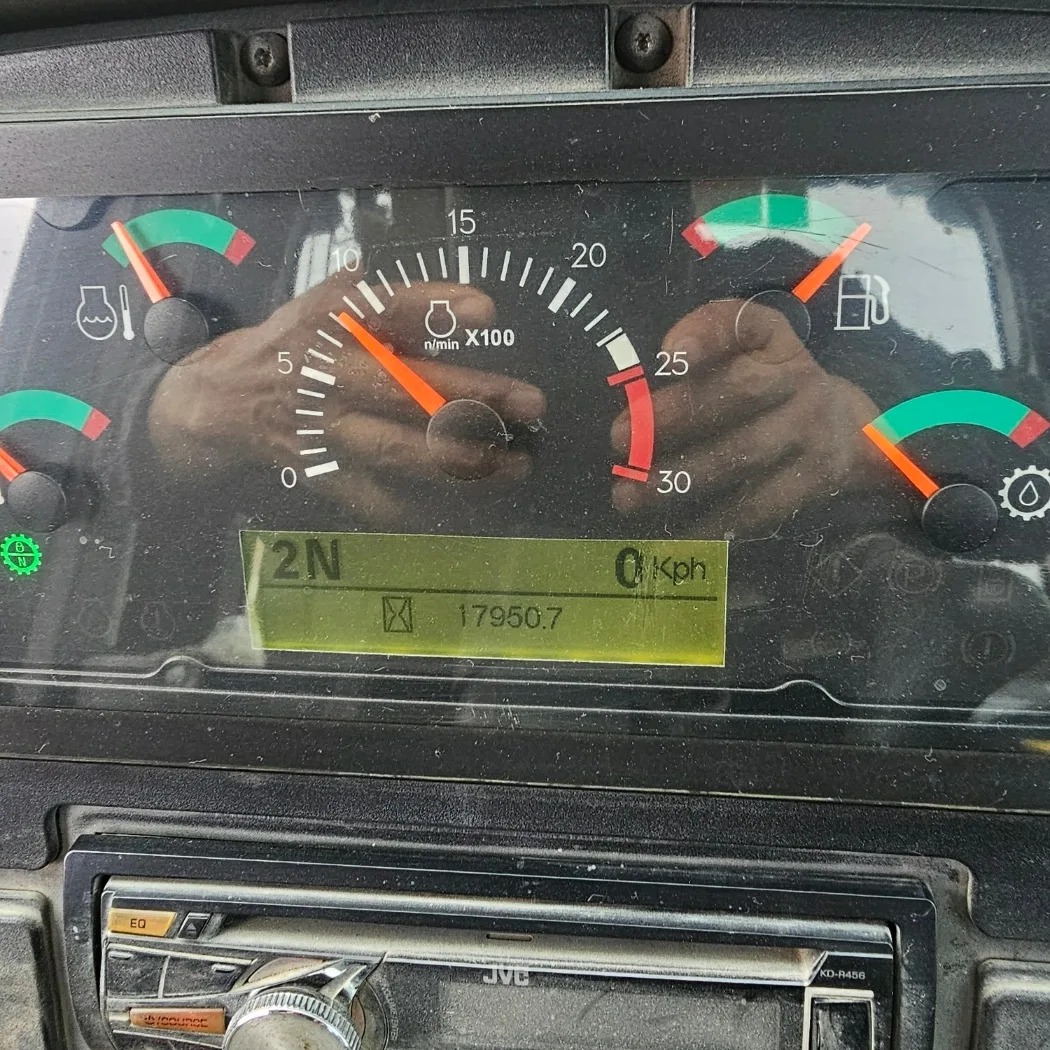 15
10
20
n/min X100
5
25
0
30
2N
0 Kph
17950.7
EQ
JVC
KD-R456
SOURCE